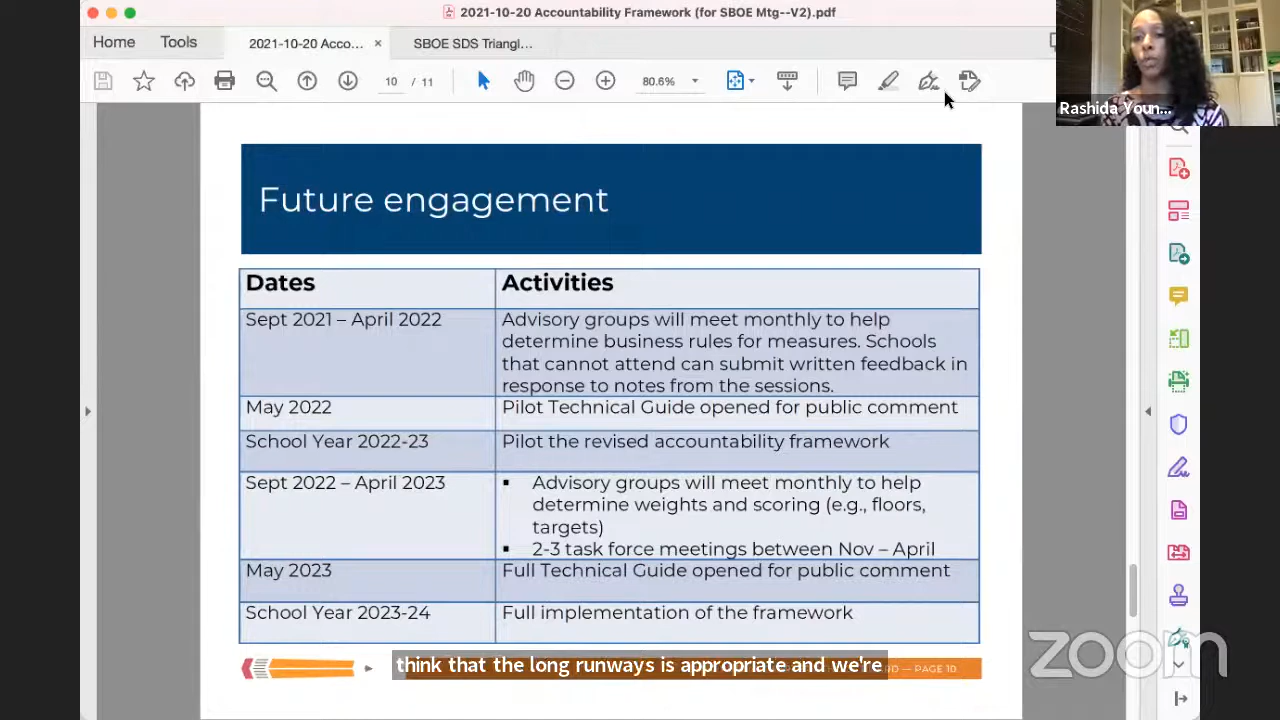 2021-10-20 Accountability Framework (for SBOE Mtg--V2).pdf
Home
Tools
2021-10-20 Acco...
×
SBOE SDS Triangl...
10 / 11
80.6%
Rashida Youn...
Future engagement
Dates
Activities
Sept 2021 – April 2022
Advisory groups will meet monthly to help
determine business rules for measures. Schools
that cannot attend can submit written feedback in
response to notes from the sessions.
May 2022
Pilot Technical Guide opened for public comment
School Year 2022-23
Pilot the revised accountability framework
Sept 2022 – April 2023
▪ Advisory groups will meet monthly to help
determine weights and scoring (e.g., floors,
targets)
▪ 2-3 task force meetings between Nov – April
May 2023
Full Technical Guide opened for public comment
School Year 2023-24
Full implementation of the framework
think that the long runways is appropriate and we're
— PAGE 10
zoom